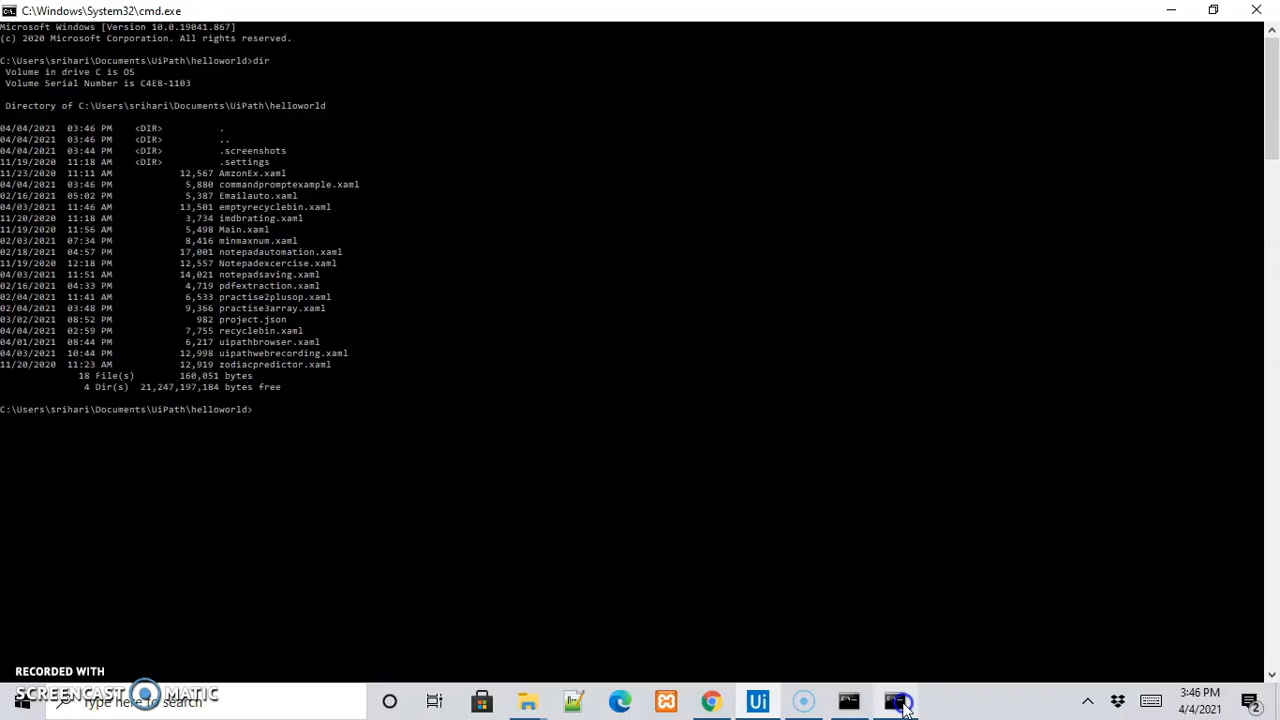 C:\Windows\System32\cmd.exe
Microsoft Windows [Version 10.0.19041.867]
(c) 2020 Microsoft Corporation. All rights reserved.
C:\Users\srihari\Documents\UiPath\helloworld>dir
Volume in drive C is OS
Volume Serial Number is C4E8-1103
Directory of C:\Users\srihari\Documents\UiPath\helloworld
04/04/2021 03:46 PM <DIR> .
04/04/2021 03:46 PM <DIR> ..
04/04/2021 03:44 PM <DIR> .screenshots
11/19/2020 11:18 AM <DIR> .settings
11/23/2020 11:11 AM 12,567 AmzonEx.xaml
04/04/2021 03:46 PM 5,880 commandpromptexample.xaml
02/16/2021 05:02 PM 5,387 Emailauto.xaml
04/03/2021 11:46 AM 13,501 emptyrecyclebin.xaml
11/20/2020 11:18 AM 3,734 imdbrating.xaml
11/19/2020 11:56 AM 5,498 Main.xaml
02/03/2021 07:34 PM 8,416 minmaxnum.xaml
02/18/2021 04:57 PM 17,001 notepadautomation.xaml
11/19/2020 12:18 PM 12,557 Notepadexcercise.xaml
04/03/2021 11:51 AM 14,021 notepadsaving.xaml
02/16/2021 04:33 PM 4,719 pdfextraction.xaml
02/04/2021 11:41 AM 6,533 practise2plusop.xaml
02/04/2021 03:48 PM 9,366 practise3array.xaml
03/02/2021 08:52 PM 982 project.json
04/04/2021 02:59 PM 7,755 recyclebin.xaml
04/01/2021 08:44 PM 6,217 uipathbrowser.xaml
04/03/2021 10:44 PM 12,998 uipathwebrecording.xaml
11/20/2020 11:23 AM 12,919 zodiacpredictor.xaml
18 File(s) 160,051 bytes
4 Dir(s) 21,247,197,184 bytes free
C:\Users\srihari\Documents\UiPath\helloworld>
RECORDED WITH
SCREENCAST MATIC
Type here to search
Ui
3:46 PM
4/4/2021
2